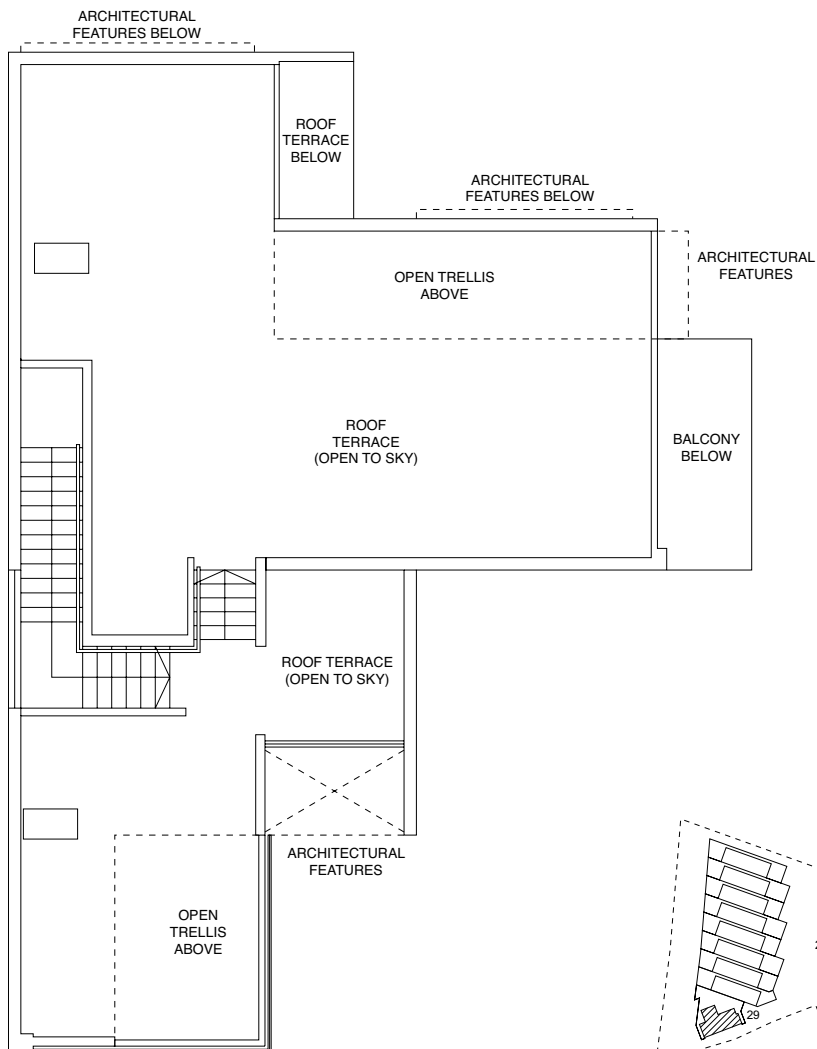 ARCHITECTURAL
FEATURES BELOW
ROOF
TERRACE
BELOW
ARCHITECTURAL
FEATURES BELOW
ARCHITECTURAL
FEATURES
OPEN TRELLIS
ABOVE
ROOF
TERRACE
(OPEN TO SKY)
BALCONY
BELOW
ROOF TERRACE
(OPEN TO SKY)
ARCHITECTURAL
FEATURES
OPEN
TRELLIS
ABOVE
29